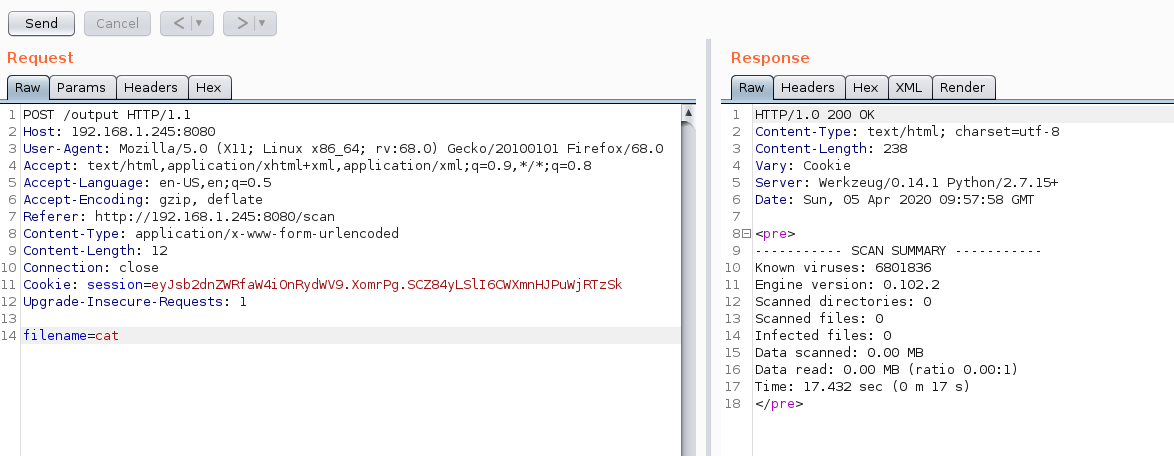 Send Cancel < >
Request
Raw Params Headers Hex
1 POST /output HTTP/1.1
2 Host: 192.168.1.245:8080
3 User-Agent: Mozilla/5.0 (X11; Linux x86_64; rv:68.0) Gecko/20100101 Firefox/68.0
4 Accept: text/html,application/xhtml+xml,application/xml;q=0.9,*/*;q=0.8
5 Accept-Language: en-US,en;q=0.5
6 Accept-Encoding: gzip, deflate
7 Referer: http://192.168.1.245:8080/scan
8 Content-Type: application/x-www-form-urlencoded
9 Content-Length: 12
10 Connection: close
11 Cookie: session=eyJsb2dnZWRfaW4iOnRydWV9.XomrPg.SCZ84yLSlI6CWXmnHJPuWjRTzSk
12 Upgrade-Insecure-Requests: 1
13
14 filename=cat
Response
Raw Headers Hex XML Render
1 HTTP/1.0 200 OK
2 Content-Type: text/html; charset=utf-8
3 Content-Length: 238
4 Vary: Cookie
5 Server: Werkzeug/0.14.1 Python/2.7.15+
6 Date: Sun, 05 Apr 2020 09:57:58 GMT
7
8 <pre>
9 ----------- SCAN SUMMARY -----------
10 Known viruses: 6801836
11 Engine version: 0.102.2
12 Scanned directories: 0
13 Scanned files: 0
14 Infected files: 0
15 Data scanned: 0.00 MB
16 Data read: 0.00 MB (ratio 0.00:1)
17 Time: 17.432 sec (0 m 17 s)
18 </pre>